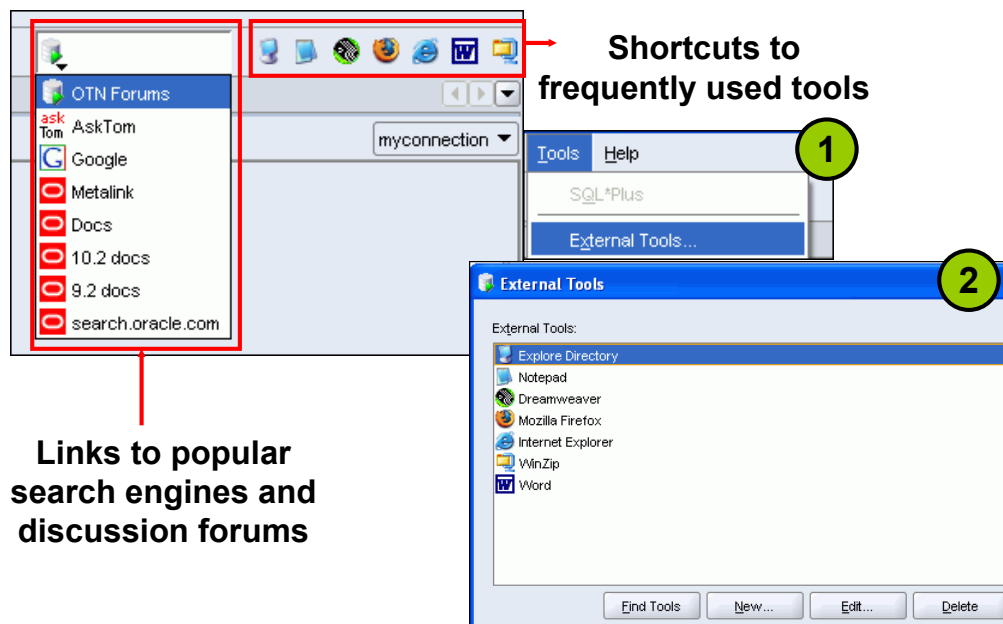 Shortcuts to
frequently used tools
OTN Forums
ask
Tom AskTom
G Google
Metalink
Docs
10.2 docs
9.2 docs
search.oracle.com
W
myconnection
Links to popular
search engines and
discussion forums
1
Tools Help
SQL*Plus
External Tools...
2
External Tools
External Tools:
Explore Directory
Notepad
Dreamweaver
Mozilla Firefox
Internet Explorer
WinZip
W Word
Find Tools New... Edit... Delete